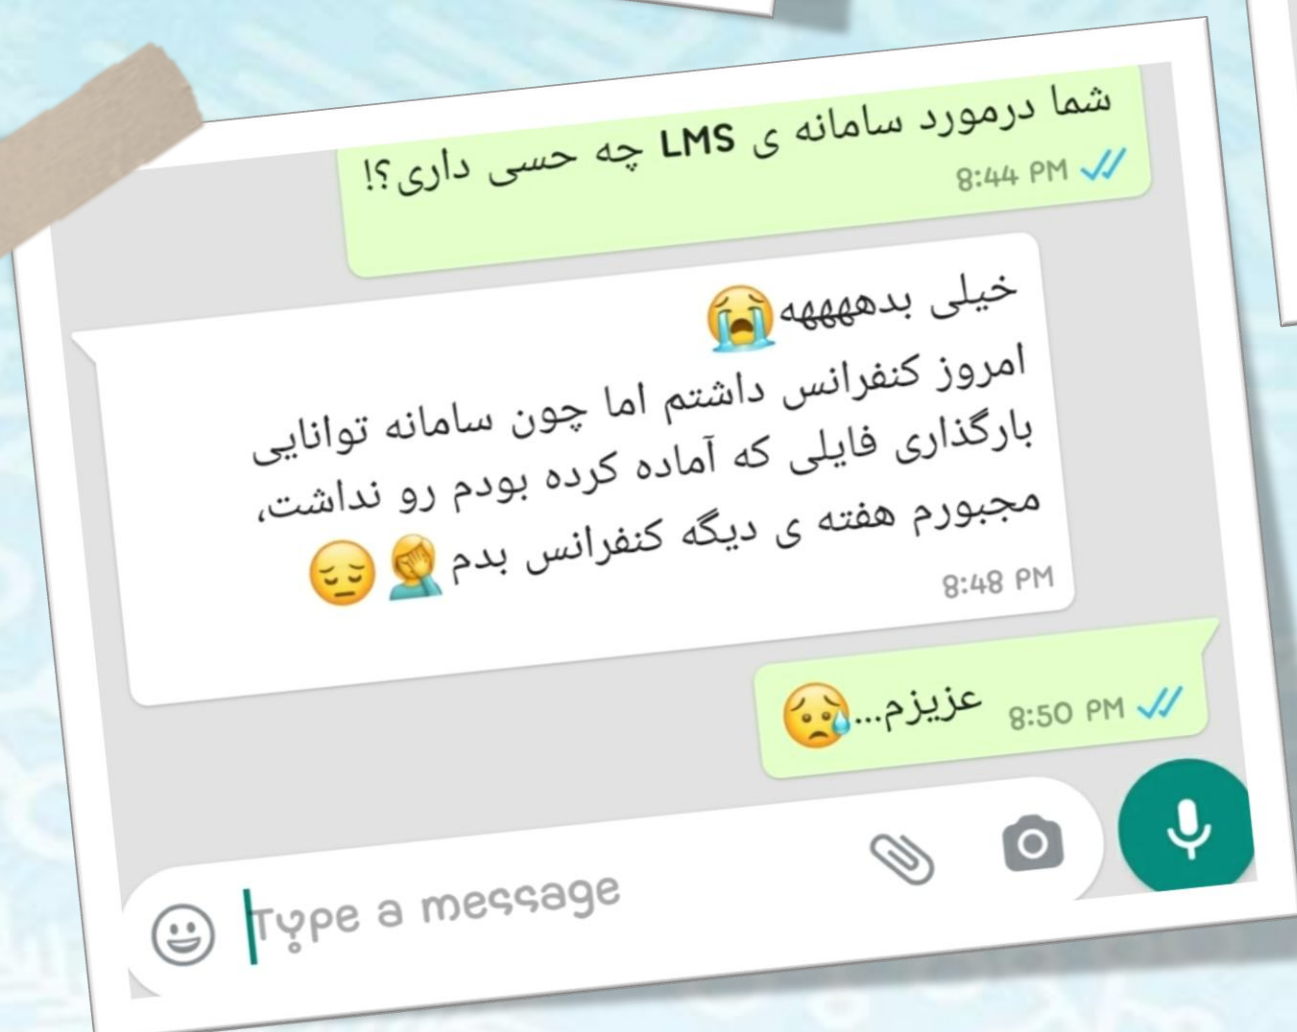 شما درمورد سامانه ی LMS چه حسی داری؟!
8:44 PM
خیلی بدههههه😭
امروز کنفرانس داشتم اما چون سامانه توانایی
بارگذاری فایلی که آماده کرده بودم رو نداشت،
مجبورم هفته ی دیگه کنفرانس بدم 🤦😔
8:48 PM
عزیزم...😥 8:50 PM
Type a message